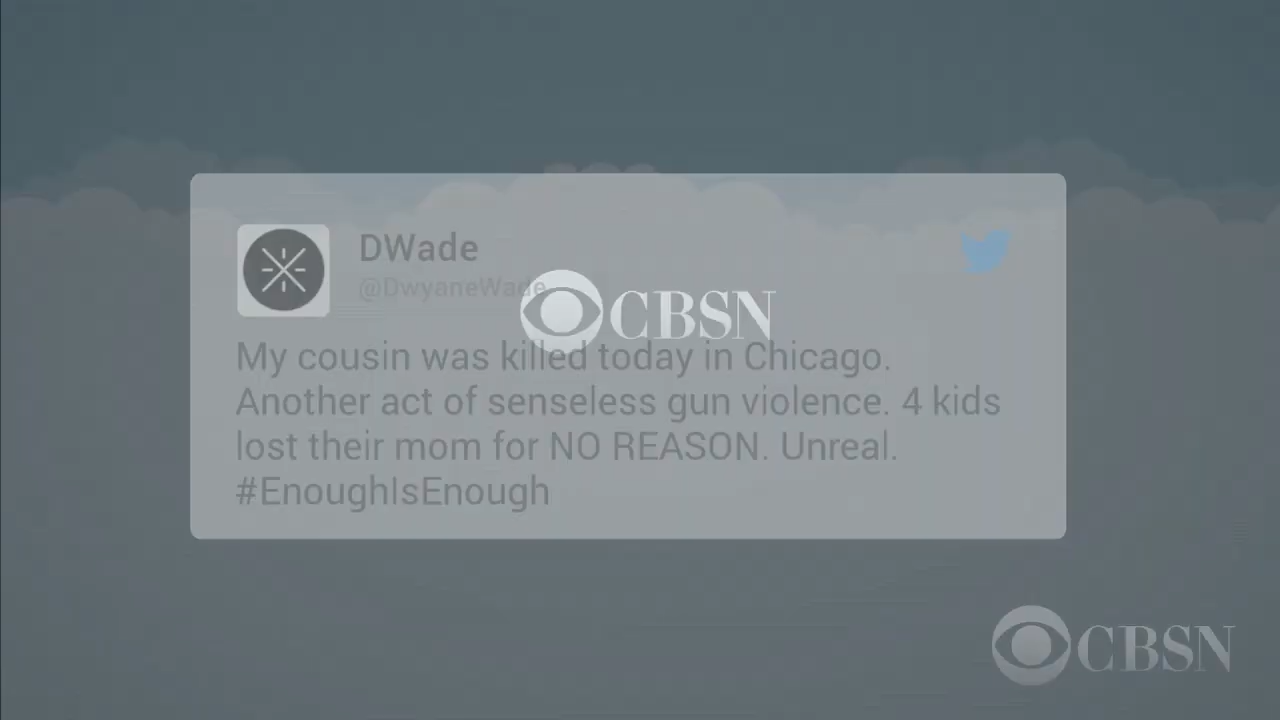 DWade
@DwyaneWade
CBSN
My cousin was killed today in Chicago.
Another act of senseless gun violence. 4 kids
lost their mom for NO REASON. Unreal.
#EnoughIsEnough
CBSN